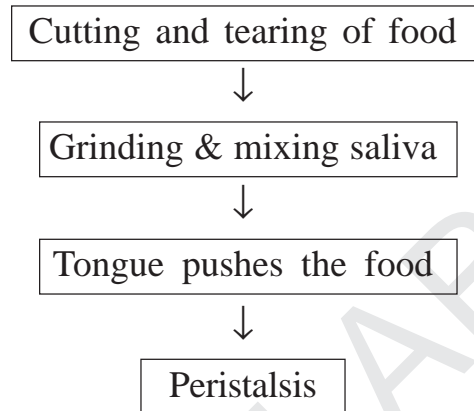 Cutting and tearing of food
↓
Grinding & mixing saliva
↓
Tongue pushes the food
↓
Peristalsis